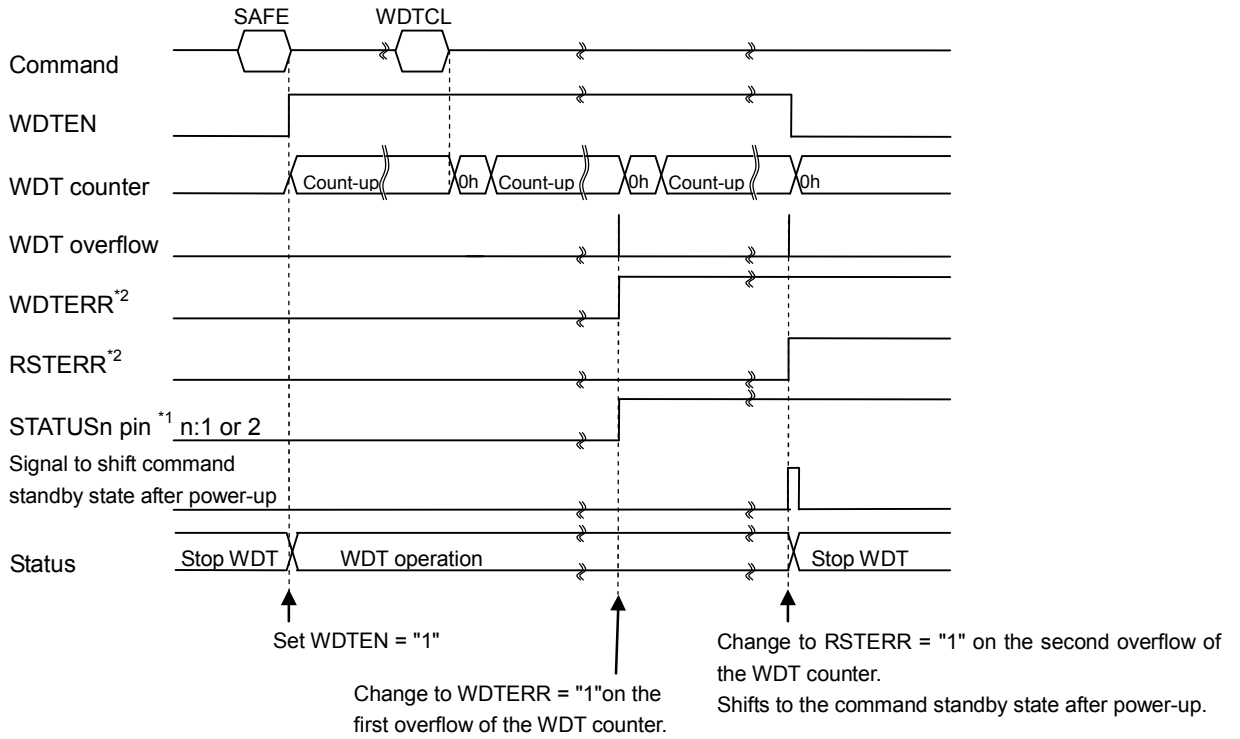 SAFE WDTCL
Command
WDTEN
WDT counter Count-up 0h Count-up 0h Count-up 0h
WDT overflow
WDTERR*2
RSTERR*2
STATUSn pin *1 n:1 or 2
Signal to shift command
standby state after power-up
Status Stop WDT WDT operation Stop WDT
Set WDTEN = "1"
Change to WDTERR = "1"on the
first overflow of the WDT counter.
Change to RSTERR = "1" on the second overflow of
the WDT counter.
Shifts to the command standby state after power-up.